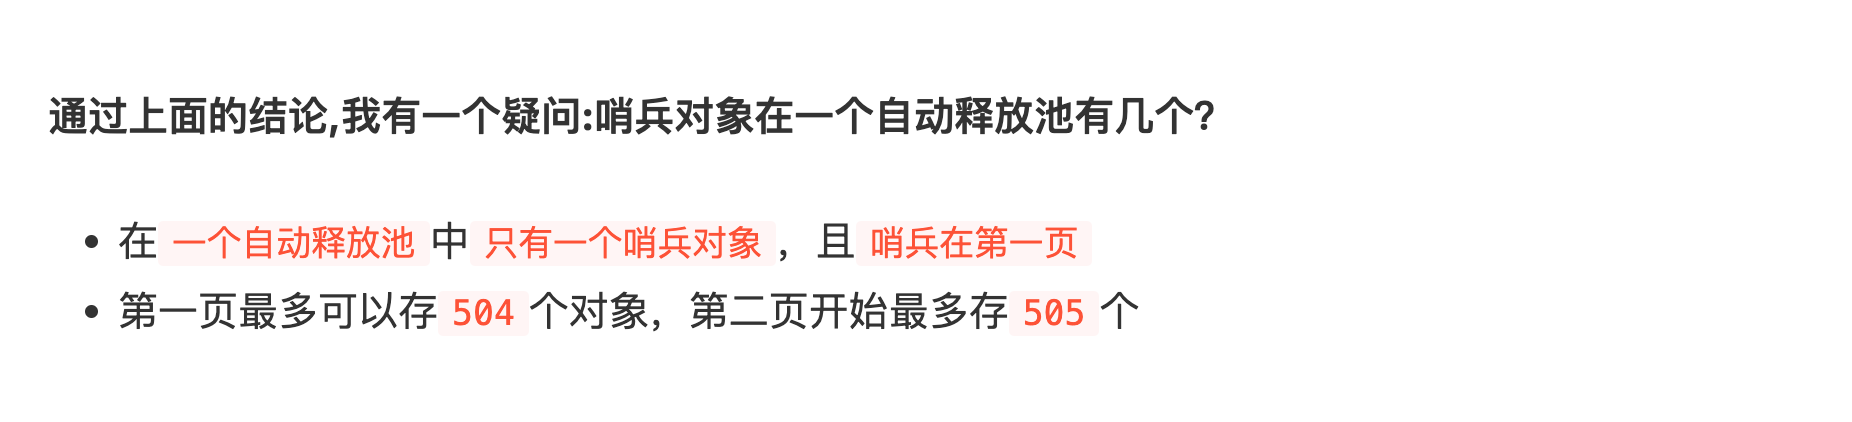 通过上面的结论,我有一个疑问:哨兵对象在一个自动释放池有几个?
• 在一个自动释放池中只有一个哨兵对象，且哨兵在第一页
• 第一页最多可以存504个对象，第二页开始最多存505个